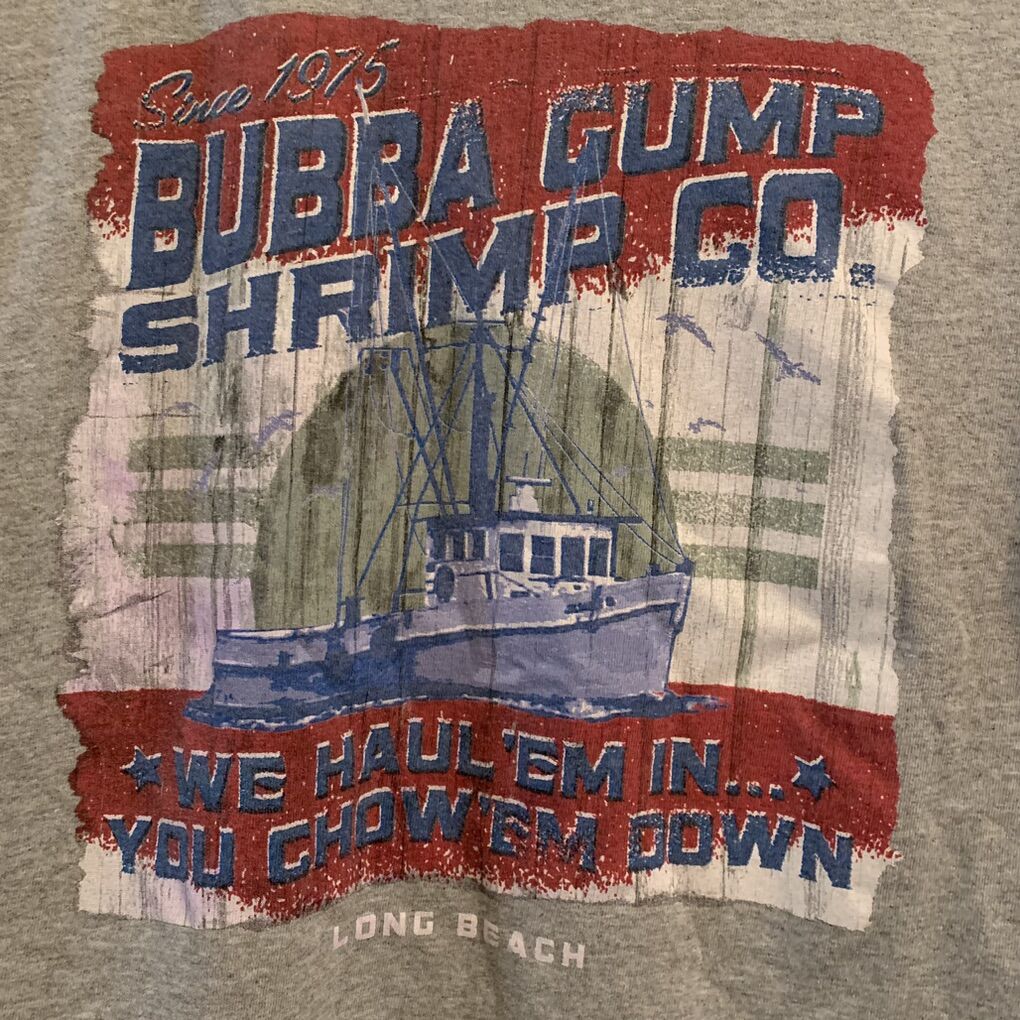 Since 1975
BUBBA GUMP
SHRIMP CO.
WE HAUL'EM IN...
YOU CHOW'EM DOWN
LONG BEACH